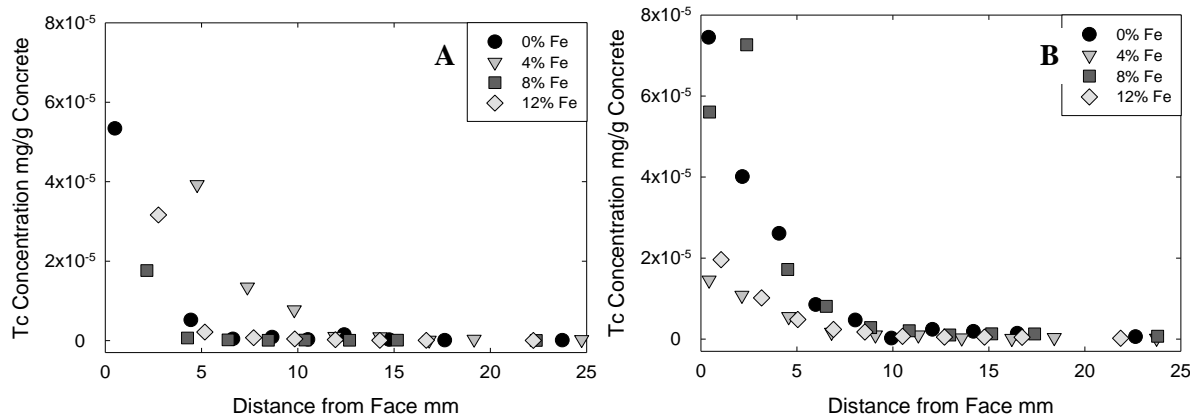 Tc Concentration mg/g Concrete
8x10-5
6x10-5
4x10-5
2x10-5
0
0 5 10 15 20 25
Distance from Face mm
A
0% Fe
4% Fe
8% Fe
12% Fe
Tc Concentration mg/g Concrete
8x10-5
6x10-5
4x10-5
2x10-5
0
0 5 10 15 20 25
Distance from Face mm
B
0% Fe
4% Fe
8% Fe
12% Fe